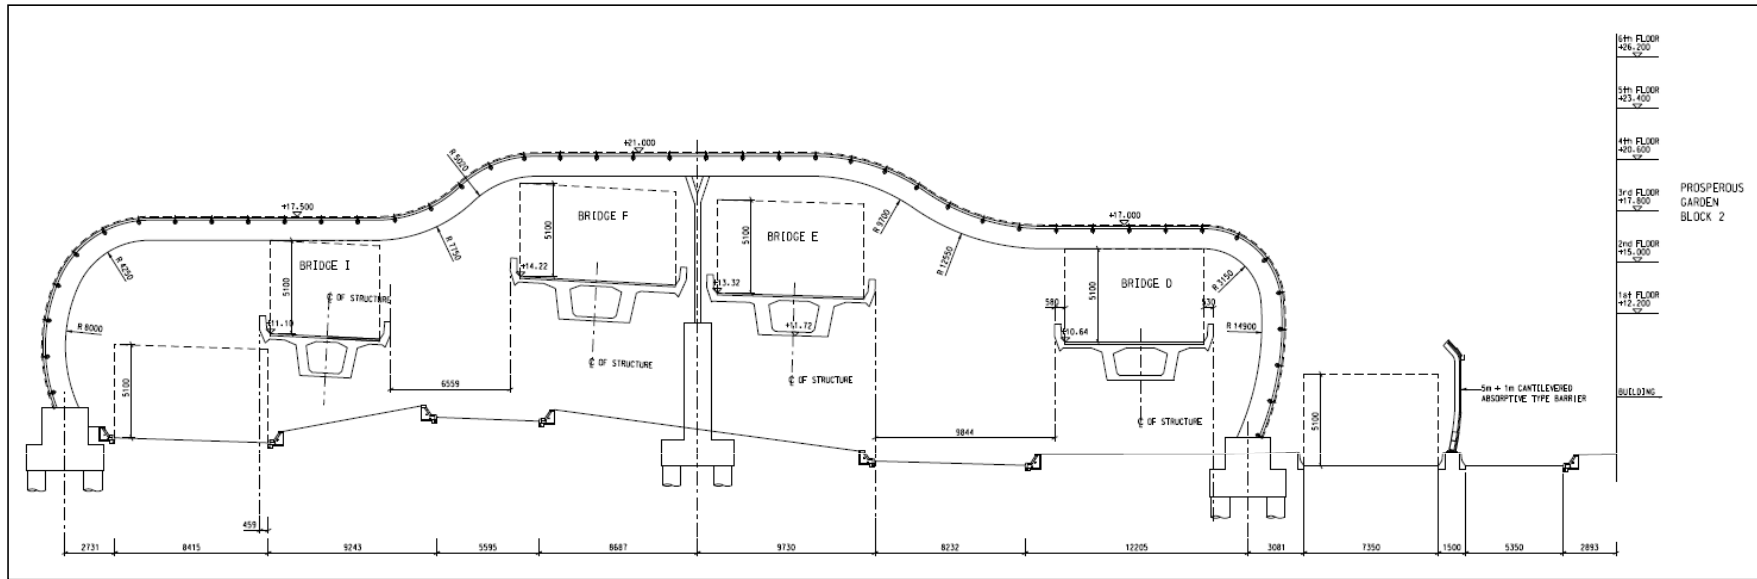 6th FLOOR
+26.200
5th FLOOR
+23.400
4th FLOOR
+20.600
3rd FLOOR
+17.800
2nd FLOOR
+15.000
1st FLOOR
+12.200
BUILDING
PROSPEROUS
GARDEN
BLOCK 2
+21.000
R 5020
+17.500
R 4250
R 7750
R 8000
BRIDGE I
5100
+11.10
℄ OF STRUCTURE
5100
6559
BRIDGE F
5100
+14.22
℄ OF STRUCTURE
BRIDGE E
5100
+13.32
+11.72
℄ OF STRUCTURE
R 9700
R 12550
+17.000
R 3150
R 14900
BRIDGE D
5100
580
530
+10.64
℄ OF STRUCTURE
9844
5100
5m + 1m CANTILEVERED
ABSORPTIVE TYPE BARRIER
459
2731
8415
9243
5595
8687
9730
8232
12205
3081
7350
1500
5350
2893